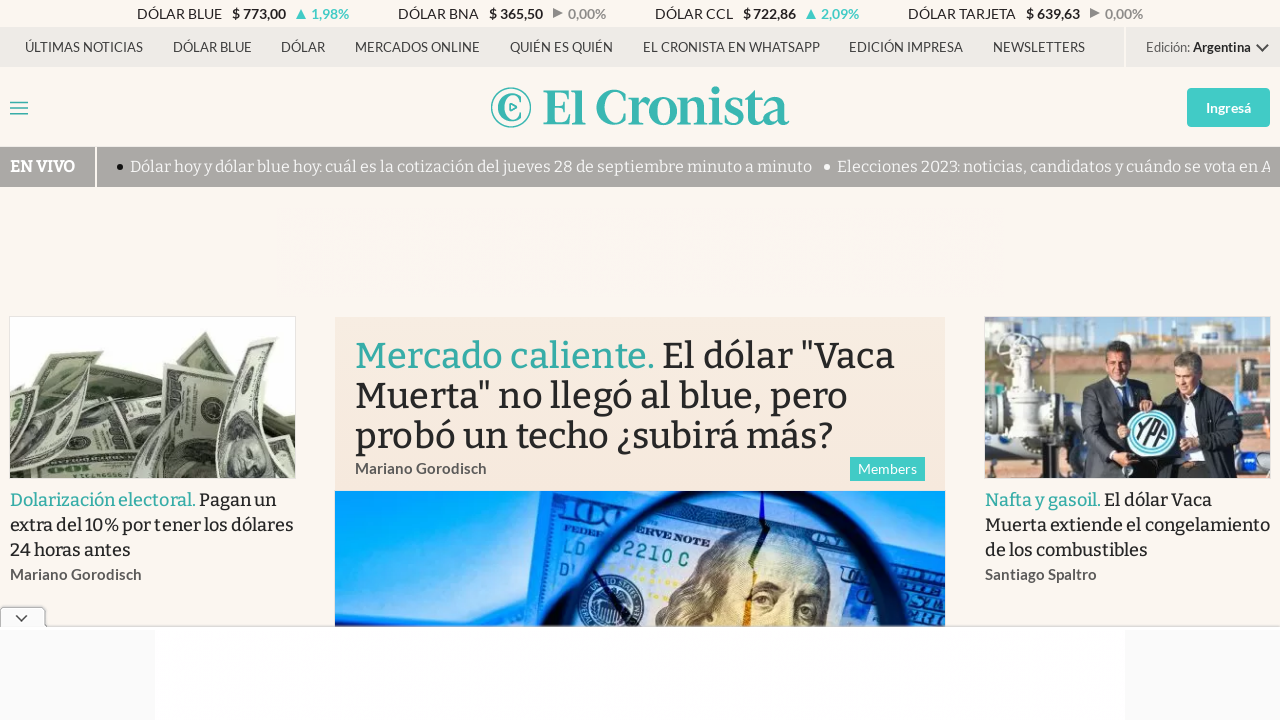 DÓLAR BLUE $ 773,00 1,98% DÓLAR BNA $ 365,50 0,00% DÓLAR CCL $ 722,86 2,09% DÓLAR TARJETA $ 639,63 0,00%
ÚLTIMAS NOTICIAS DÓLAR BLUE DÓLAR MERCADOS ONLINE QUIÉN ES QUIÉN EL CRONISTA EN WHATSAPP EDICIÓN IMPRESA NEWSLETTERS Edición: Argentina
El Cronista
Ingresá
EN VIVO Dólar hoy y dólar blue hoy: cuál es la cotización del jueves 28 de septiembre minuto a minuto Elecciones 2023: noticias, candidatos y cuándo se vota en A
Dolarización electoral. Pagan un
extra del 10% por tener los dólares
24 horas antes
Mariano Gorodisch
Mercado caliente. El dólar "Vaca
Muerta" no llegó al blue, pero
probó un techo ¿subirá más?
Mariano Gorodisch
Members
YPF
Nafta y gasoil. El dólar Vaca
Muerta extiende el congelamiento
de los combustibles
Santiago Spaltro